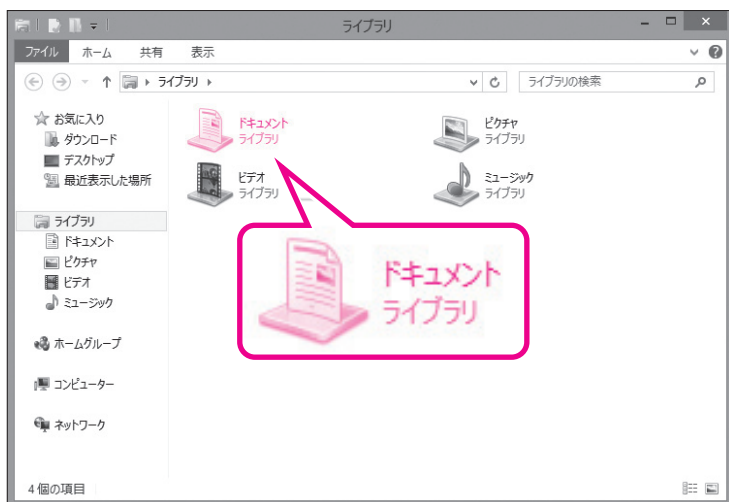 ライブラリ
ファイル ホーム 共有 表示
ライブラリ
ライブラリの検索
お気に入り
ダウンロード
デスクトップ
最近表示した場所
ライブラリ
ドキュメント
ピクチャ
ビデオ
ミュージック
ホームグループ
コンピューター
ネットワーク
ドキュメント
ライブラリ
ピクチャ
ライブラリ
ビデオ
ライブラリ
ミュージック
ライブラリ
ドキュメント
ライブラリ
4 個の項目